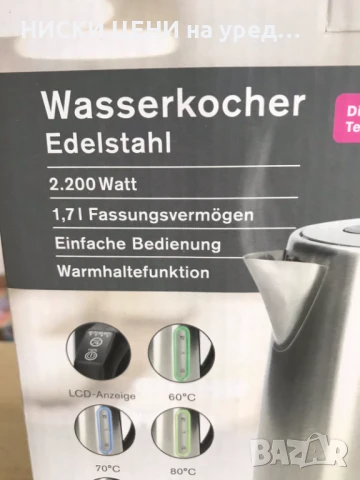 НИСКИ ЦЕНИ на уред...
Wasserkocher
Edelstahl
2.200 Watt
1,7 l Fassungsvermögen
Einfache Bedienung
Warmhaltefunktion
LCD-Anzeige
60°C
70°C
80°C
bazar